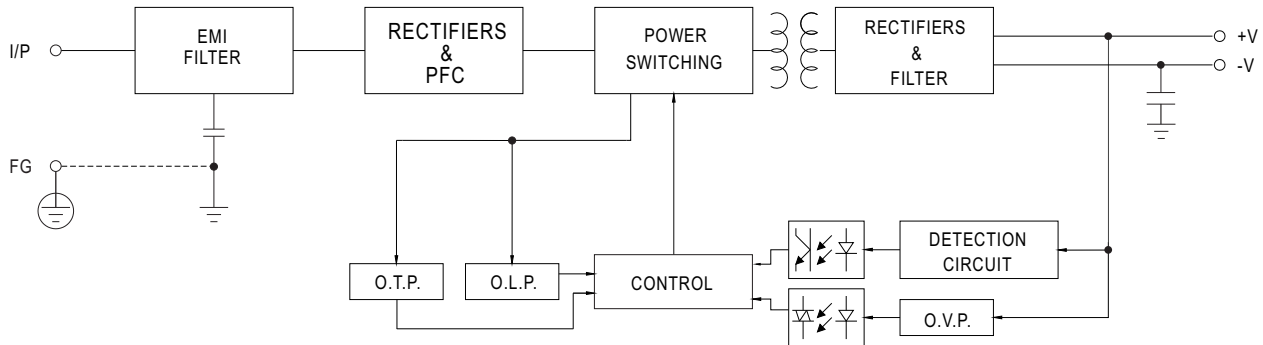 I/P
EMI
FILTER
RECTIFIERS
&
PFC
POWER
SWITCHING
RECTIFIERS
&
FILTER
+V
-V
FG
O.T.P.
O.L.P.
CONTROL
DETECTION
CIRCUIT
O.V.P.